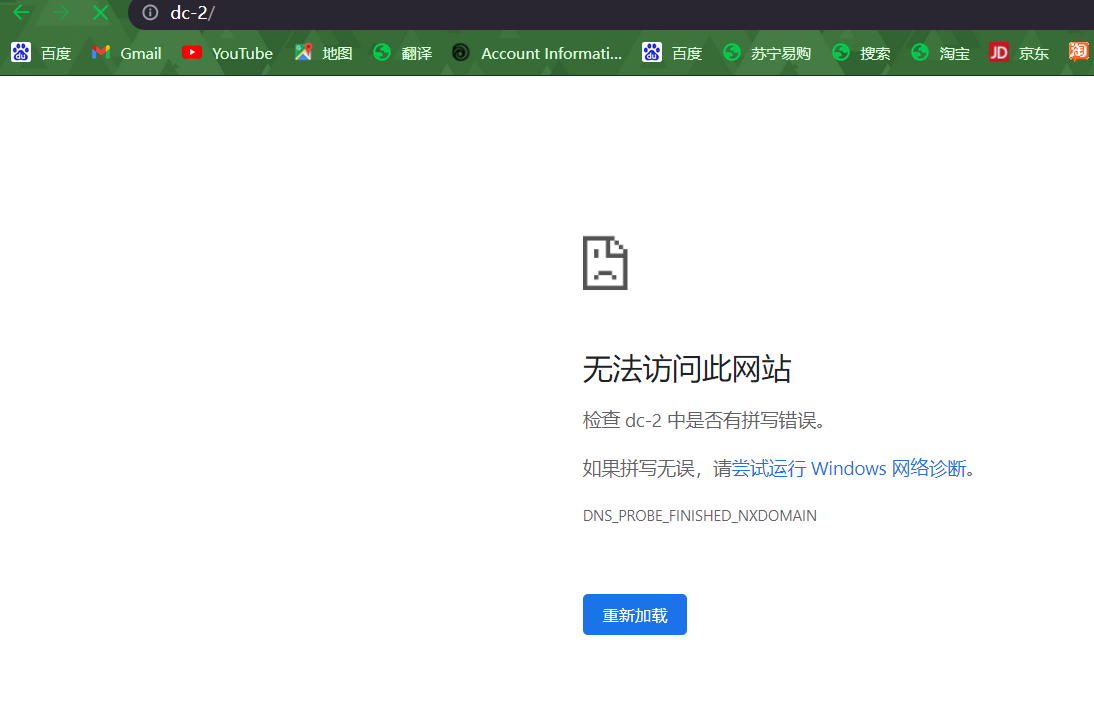 dc-2/
百度 Gmail YouTube 地图 翻译 Account Informati... 百度 苏宁易购 搜索 淘宝 JD 京东 淘
无法访问此网站
检查 dc-2 中是否有拼写错误。
如果拼写无误，请尝试运行 Windows 网络诊断。
DNS_PROBE_FINISHED_NXDOMAIN
重新加载